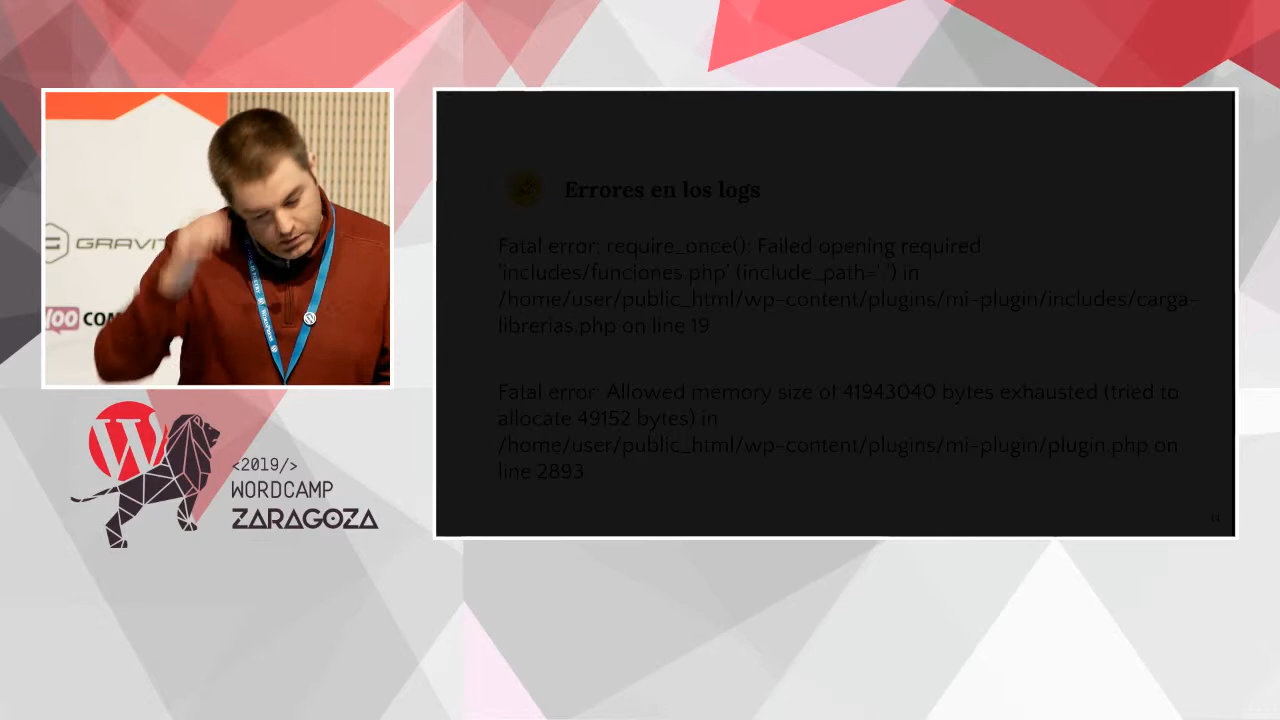 GRAVIT
WOO COM
<2019/>
WORDCAMP
ZARAGOZA
Errores en los logs
Fatal error: require_once(): Failed opening required
'includes/funciones.php' (include_path='.') in
/home/user/public_html/wp-content/plugins/mi-plugin/includes/carga-
librerias.php on line 19
Fatal error: Allowed memory size of 41943040 bytes exhausted (tried to
allocate 49152 bytes) in
/home/user/public_html/wp-content/plugins/mi-plugin/plugin.php on
line 2893